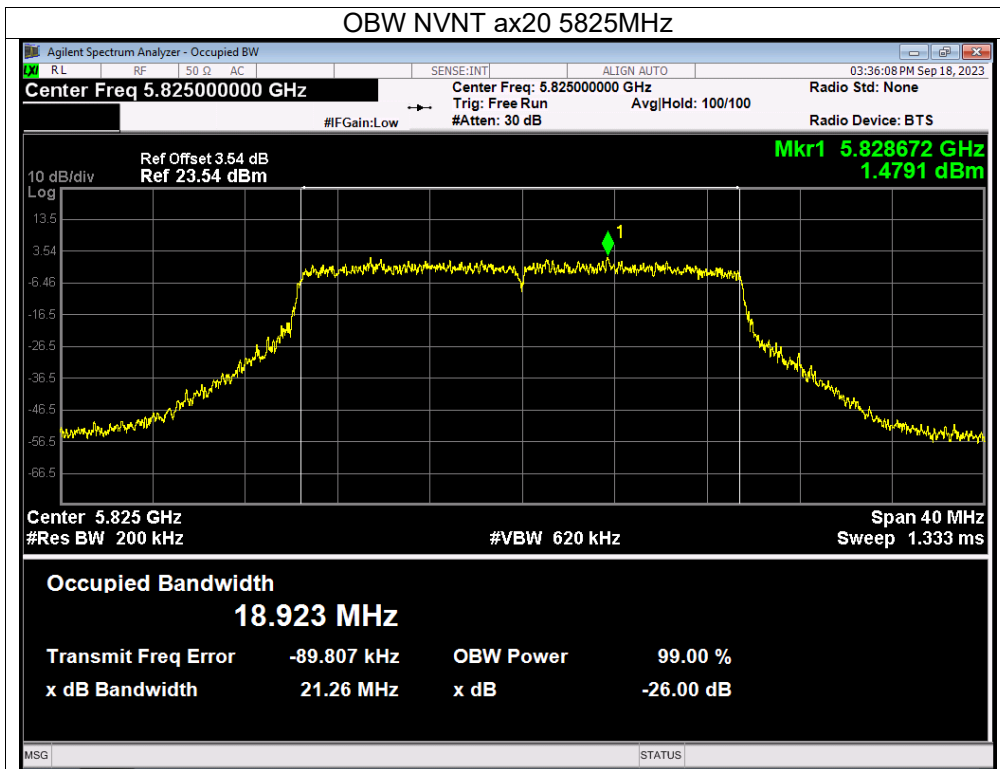 OBW NVNT ax20 5825MHz
Agilent Spectrum Analyzer - Occupied BW
LXI RL RF 50 Ω AC SENSE:INT ALIGN AUTO 03:36:08 PM Sep 18, 2023
Center Freq 5.825000000 GHz Center Freq: 5.825000000 GHz Radio Std: None
Trig: Free Run Avg|Hold: 100/100
#IFGain:Low #Atten: 30 dB Radio Device: BTS
Mkr1 5.828672 GHz
1.4791 dBm
Ref Offset 3.54 dB
10 dB/div Ref 23.54 dBm
Log
13.5
1
3.54
-6.46
-16.5
-26.5
-36.5
-46.5
-56.5
-66.5
Center 5.825 GHz Span 40 MHz
#Res BW 200 kHz #VBW 620 kHz Sweep 1.333 ms
Occupied Bandwidth
18.923 MHz
Transmit Freq Error -89.807 kHz OBW Power 99.00 %
x dB Bandwidth 21.26 MHz x dB -26.00 dB
MSG STATUS